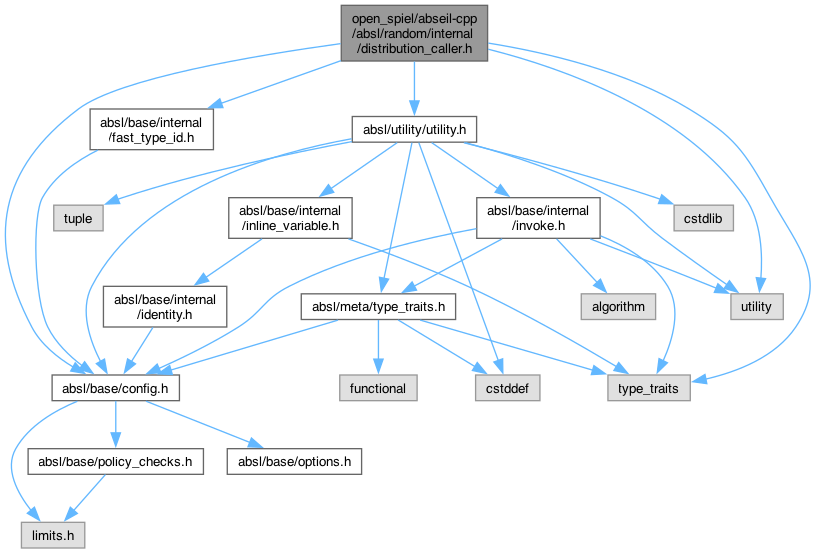 open_spiel/abseil-cpp
/absl/random/internal
/distribution_caller.h
absl/base/internal
/fast_type_id.h
absl/utility/utility.h
tuple
absl/base/internal
/inline_variable.h
absl/base/internal
/invoke.h
cstdlib
absl/base/internal
/identity.h
absl/meta/type_traits.h
algorithm
utility
absl/base/config.h
functional
cstddef
type_traits
absl/base/policy_checks.h
absl/base/options.h
limits.h